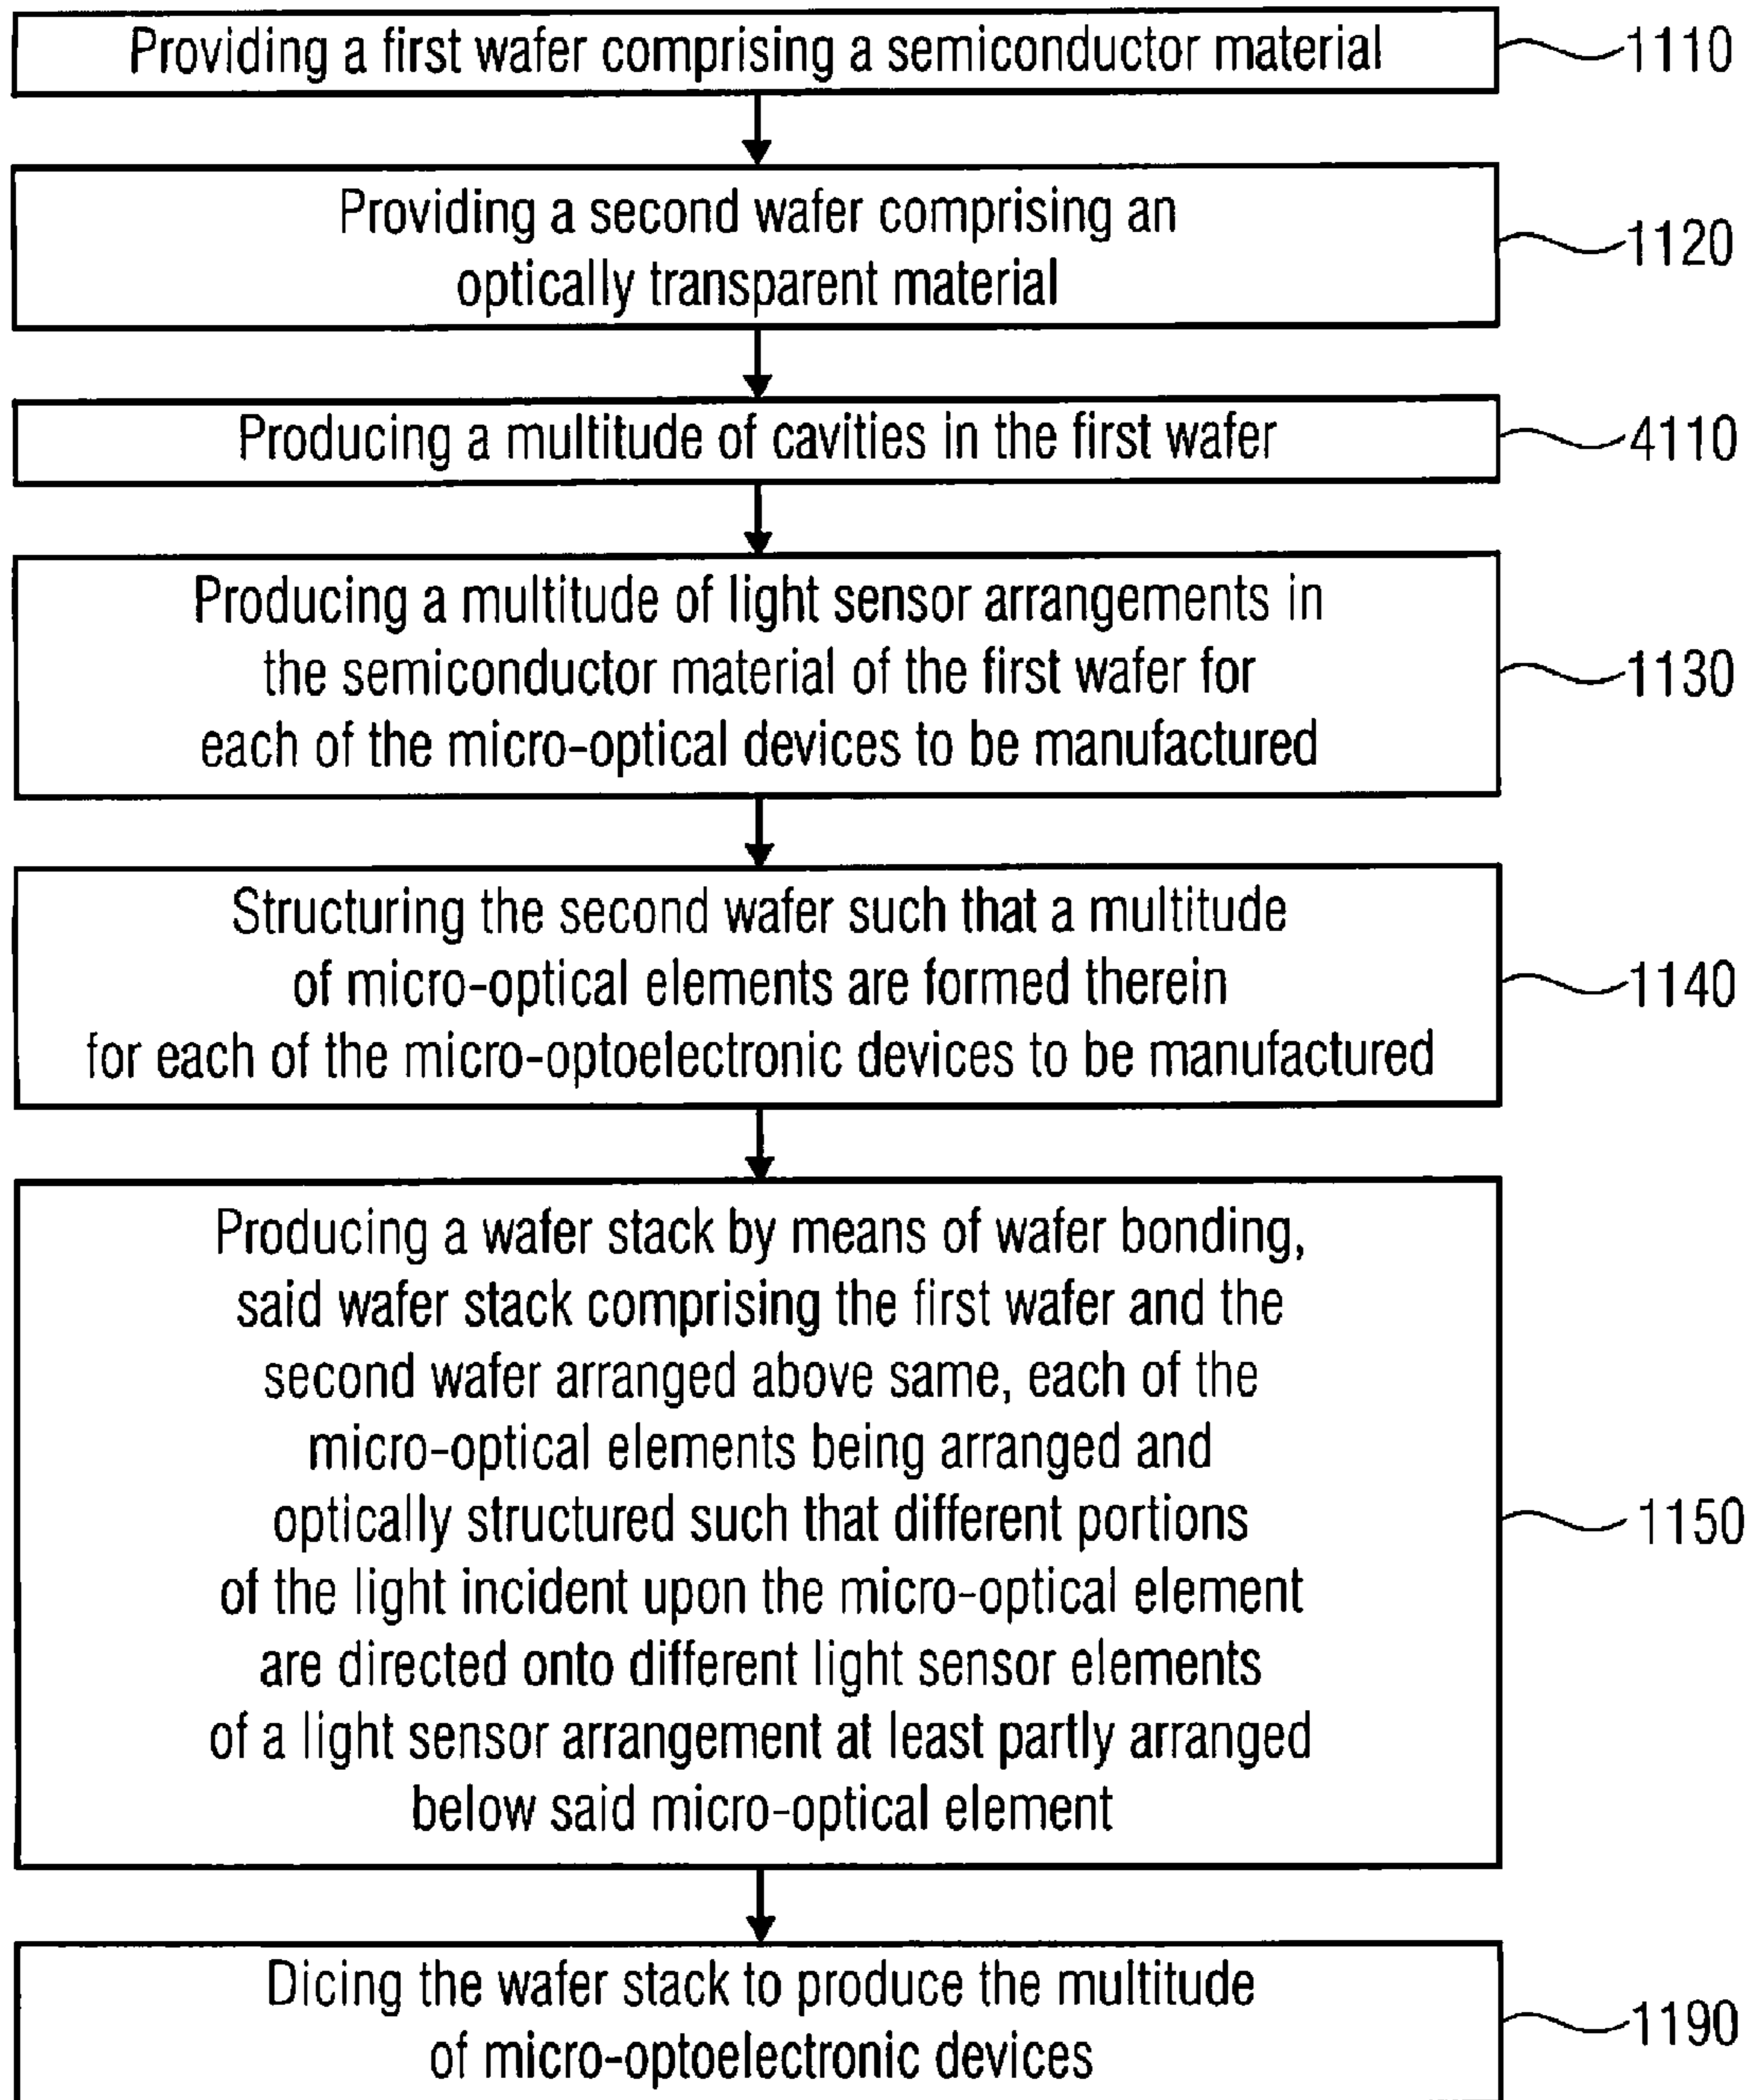 Providing a first wafer comprising a semiconductor material
1110
Providing a second wafer comprising an
optically transparent material
1120
Producing a multitude of cavities in the first wafer
4110
Producing a multitude of light sensor arrangements in
the semiconductor material of the first wafer for
each of the micro-optical devices to be manufactured
1130
Structuring the second wafer such that a multitude
of micro-optical elements are formed therein
for each of the micro-optoelectronic devices to be manufactured
1140
Producing a wafer stack by means of wafer bonding,
said wafer stack comprising the first wafer and the
second wafer arranged above same, each of the
micro-optical elements being arranged and
optically structured such that different portions
of the light incident upon the micro-optical element
are directed onto different light sensor elements
of a light sensor arrangement at least partly arranged
below said micro-optical element
1150
Dicing the wafer stack to produce the multitude
of micro-optoelectronic devices
1190